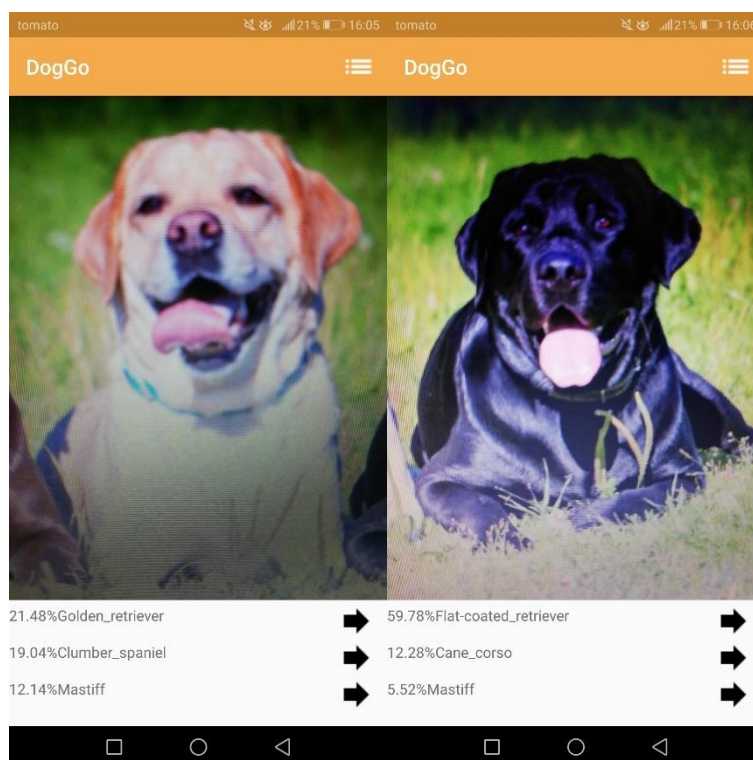 tomato
21%
16:05
DogGo
21.48%Golden_retriever
19.04%Clumber_spaniel
12.14%Mastiff
tomato
21%
16:06
DogGo
59.78%Flat-coated_retriever
12.28%Cane_corso
5.52%Mastiff